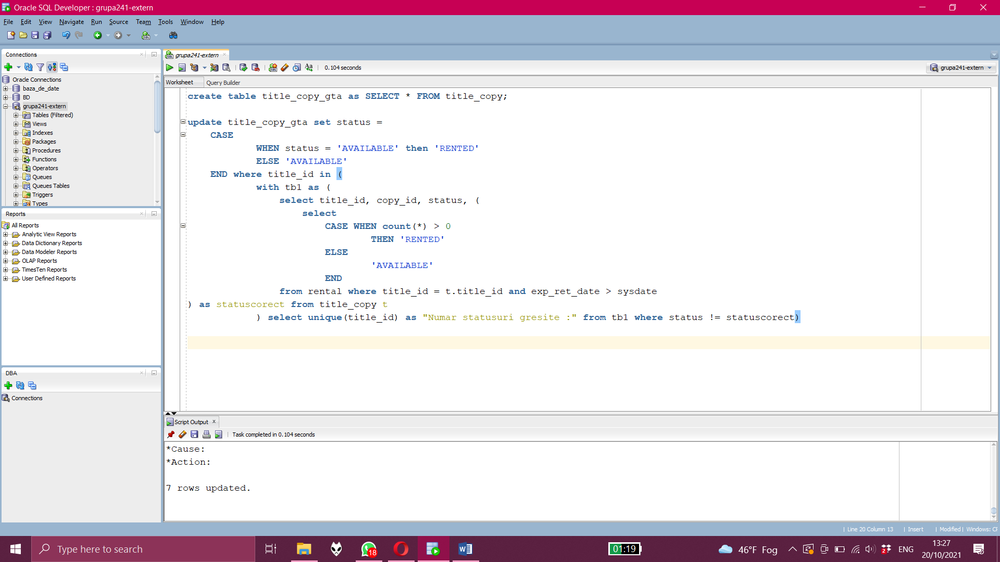 Oracle SQL Developer : grupa241-extern
File Edit View Navigate Run Source Team Tools Window Help
Connections
Oracle Connections
baza_de_date
BD
grupa241-extern
Tables (Filtered)
Views
Indexes
Packages
Procedures
Functions
Operators
Queues
Queues Tables
Triggers
Types
Reports
All Reports
Analytic View Reports
Data Dictionary Reports
Data Modeler Reports
OLAP Reports
TimesTen Reports
User Defined Reports
DBA
Connections
grupa241-extern
0.104 seconds
grupa241-extern
Worksheet Query Builder
create table title_copy_gta as SELECT * FROM title_copy;
update title_copy_gta set status =
CASE
WHEN status = 'AVAILABLE' then 'RENTED'
ELSE 'AVAILABLE'
END where title_id in (
with tb1 as (
select title_id, copy_id, status, (
select
CASE WHEN count(*) > 0
THEN 'RENTED'
ELSE
'AVAILABLE'
END
from rental where title_id = t.title_id and exp_ret_date > sysdate
) as statuscorect from title_copy t
) select unique(title_id) as "Numar statusuri gresite :" from tb1 where status != statuscorect)
Script Output
Task completed in 0.104 seconds
*Cause:
*Action:
7 rows updated.
Line 20 Column 13 | Insert | Modified | Windows: CF
Type here to search
18
01:19
46°F Fog
2
ENG
13:27
20/10/2021